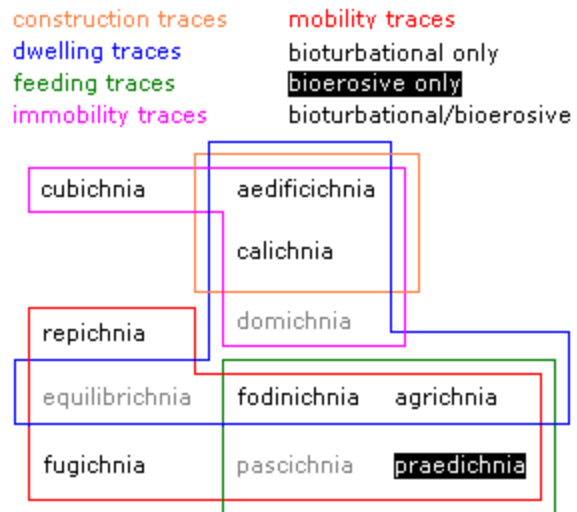 construction traces mobility traces
dwelling traces bioturbational only
feeding traces bioerosive only
immobility traces bioturbational/bioerosive
cubichnia aedificichnia
calichnia
domichnia
repichnia
equilibrichnia fodinichnia agrichnia
fugichnia pascichnia praedichnia